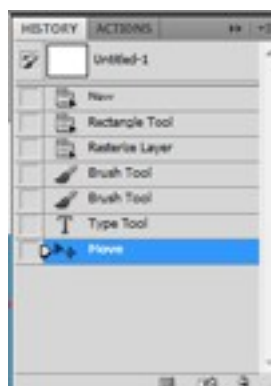 HISTORY ACTIONS
Untitled-1
New
Rectangle Tool
Rasterize Layer
Brush Tool
Brush Tool
Type Tool
Move